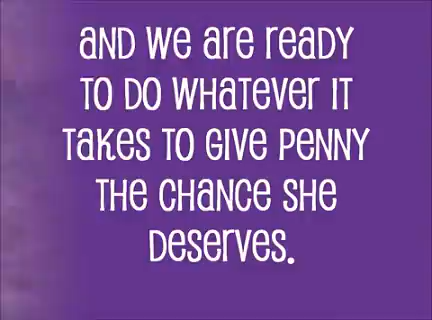 and we are ready
to do whatever it
takes to give penny
the chance she
deserves.